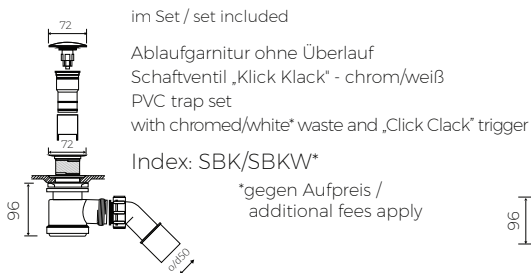 im Set / set included
72
Ablaufgarnitur ohne Überlauf
Schaftventil „Klick Klack" - chrom/weiß
PVC trap set
with chromed/white* waste and „Click Clack” trigger
72
Index: SBK/SBKW*
*gegen Aufpreis /
additional fees apply
96
96
o/d50